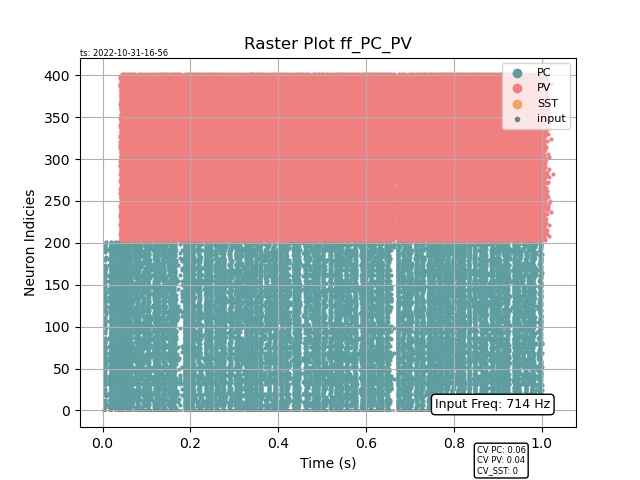 Raster Plot ff_PC_PV
ts: 2022-10-31-16-56
PC
PV
SST
input
400
350
300
250
200
150
100
50
0
Neuron Indicies
Input Freq: 714 Hz
0.0 0.2 0.4 0.6 0.8 1.0
Time (s)
CV PC: 0.06
CV PV: 0.04
CV_SST: 0